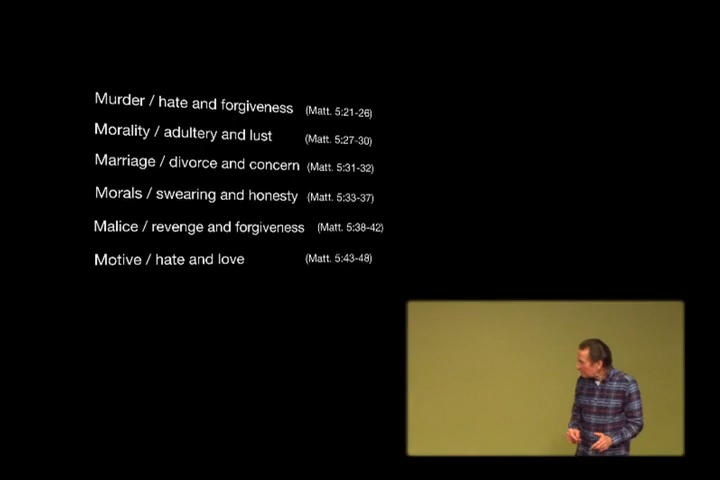 Murder / hate and forgiveness (Matt. 5:21-26)
Morality / adultery and lust (Matt. 5:27-30)
Marriage / divorce and concern (Matt. 5:31-32)
Morals / swearing and honesty (Matt. 5:33-37)
Malice / revenge and forgiveness (Matt. 5:38-42)
Motive / hate and love (Matt. 5:43-48)